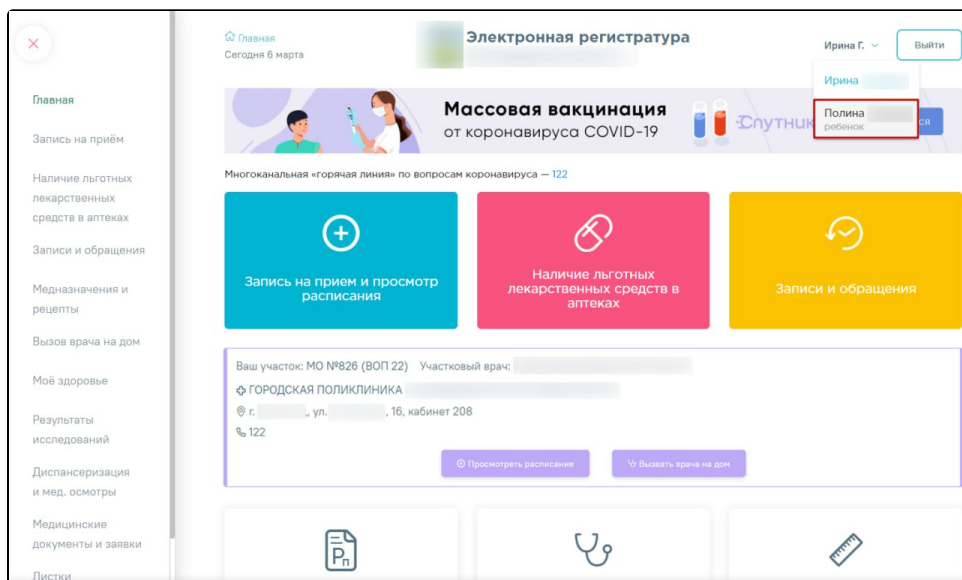 Главная
Сегодня 6 марта
Электронная регистратура
Ирина Г.
Выйти
Ирина
Полина
ребенок
Массовая вакцинация
от коронавируса COVID-19
Спутник
ся
Многоканальная «горячая линия» по вопросам коронавируса — 122
Главная
Запись на приём
Наличие льготных
лекарственных
средств в аптеках
Записи и обращения
Медназначения и
рецепты
Вызов врача на дом
Моё здоровье
Результаты
исследований
Диспансеризация
и мед. осмотры
Медицинские
документы и заявки
Листки
Запись на прием и просмотр
расписания
Наличие льготных
лекарственных средств в
аптеках
Записи и обращения
Ваш участок: МО №826 (ВОП 22) Участковый врач:
ГОРОДСКАЯ ПОЛИКЛИНИКА
г. , ул. , 16, кабинет 208
122
Просмотреть расписание
Вызвать врача на дом
Рп